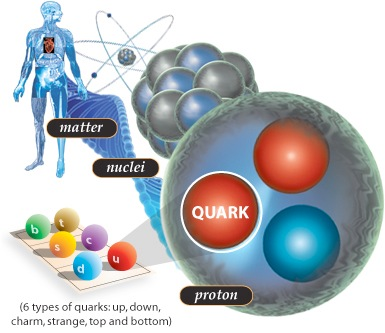 matter
nuclei
QUARK
b
t
s
c
d
u
proton
(6 types of quarks: up, down,
charm, strange, top and bottom)